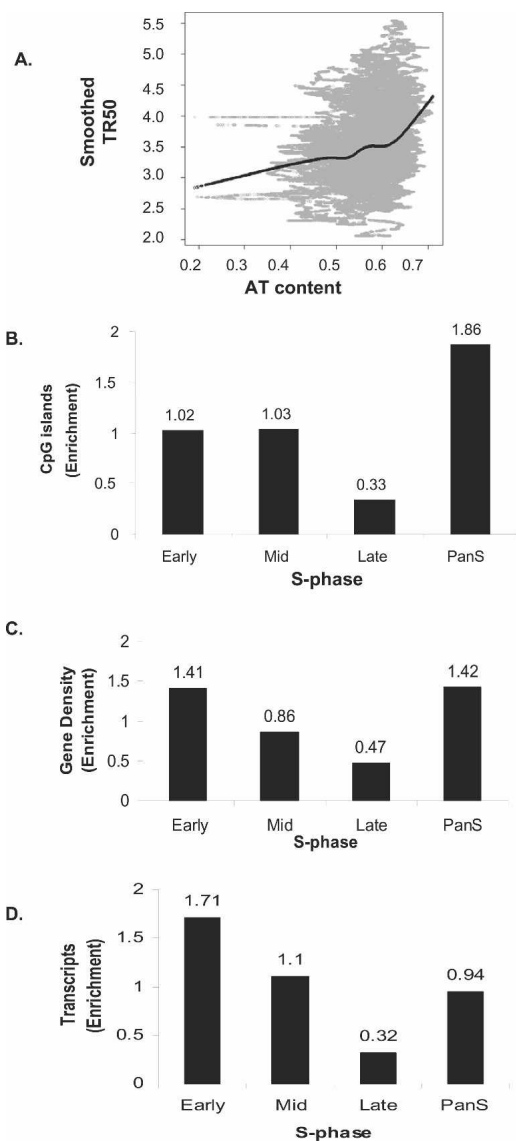 A.
Smoothed
TR50
5.5
5.0
4.5
4.0
3.5
3.0
2.5
2.0
0.2 0.3 0.4 0.5 0.6 0.7
AT content
B.
CpG islands
(Enrichment)
2
1.5
1
0.5
0
1.02
1.03
0.33
1.86
Early Mid Late PanS
S-phase
C.
Gene Density
(Enrichment)
2
1.5
1
0.5
0
1.41
0.86
0.47
1.42
Early Mid Late PanS
S-phase
D.
Transcripts
(Enrichment)
2
1.5
1
0.5
0
1.71
1.1
0.32
0.94
Early Mid Late PanS
S-phase